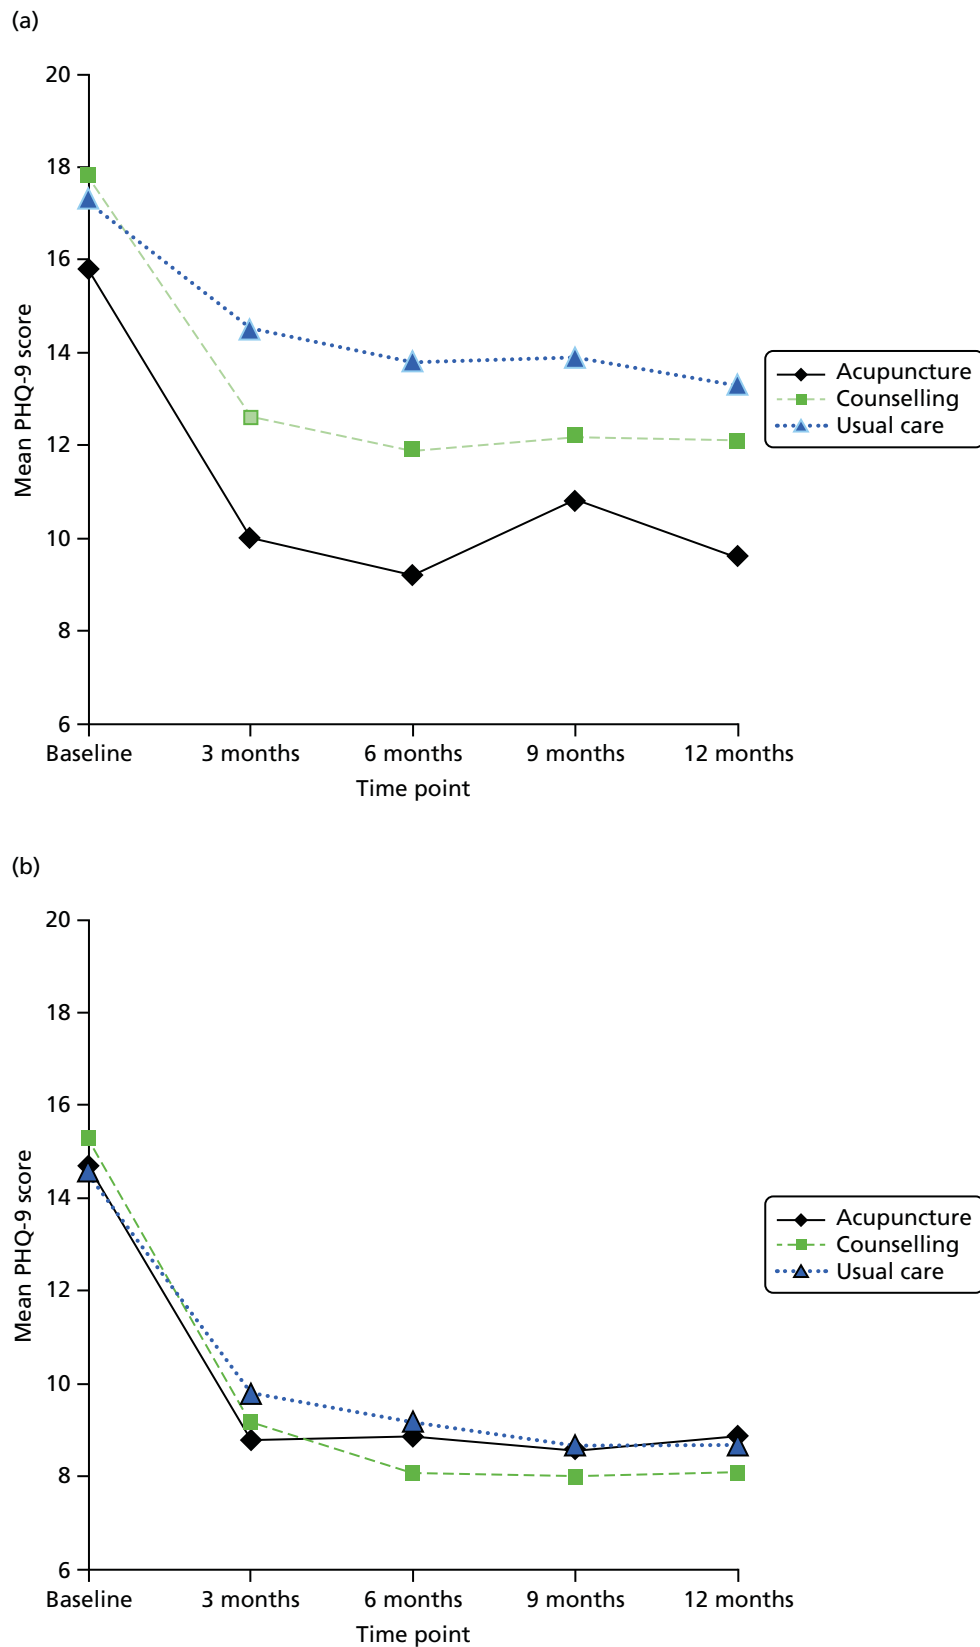 (a)
20
18
16
14
12
10
8
6
Mean PHQ-9 score
Baseline
3 months
6 months
9 months
12 months
Time point
Acupuncture
Counselling
Usual care
(b)
20
18
16
14
12
10
8
6
Mean PHQ-9 score
Baseline
3 months
6 months
9 months
12 months
Time point
Acupuncture
Counselling
Usual care